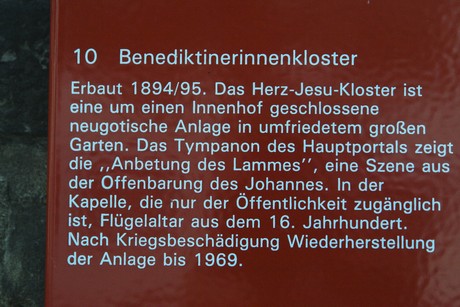 10 Benediktinerinnenkloster
Erbaut 1894/95. Das Herz-Jesu-Kloster ist
eine um einen Innenhof geschlossene
neugotische Anlage in umfriedetem großen
Garten. Das Tympanon des Hauptportals zeigt
die ,,Anbetung des Lammes’’, eine Szene aus
der Offenbarung des Johannes. In der
Kapelle, die nur der Öffentlichkeit zugänglich
ist, Flügelaltar aus dem 16. Jahrhundert.
Nach Kriegsbeschädigung Wiederherstellung
der Anlage bis 1969.